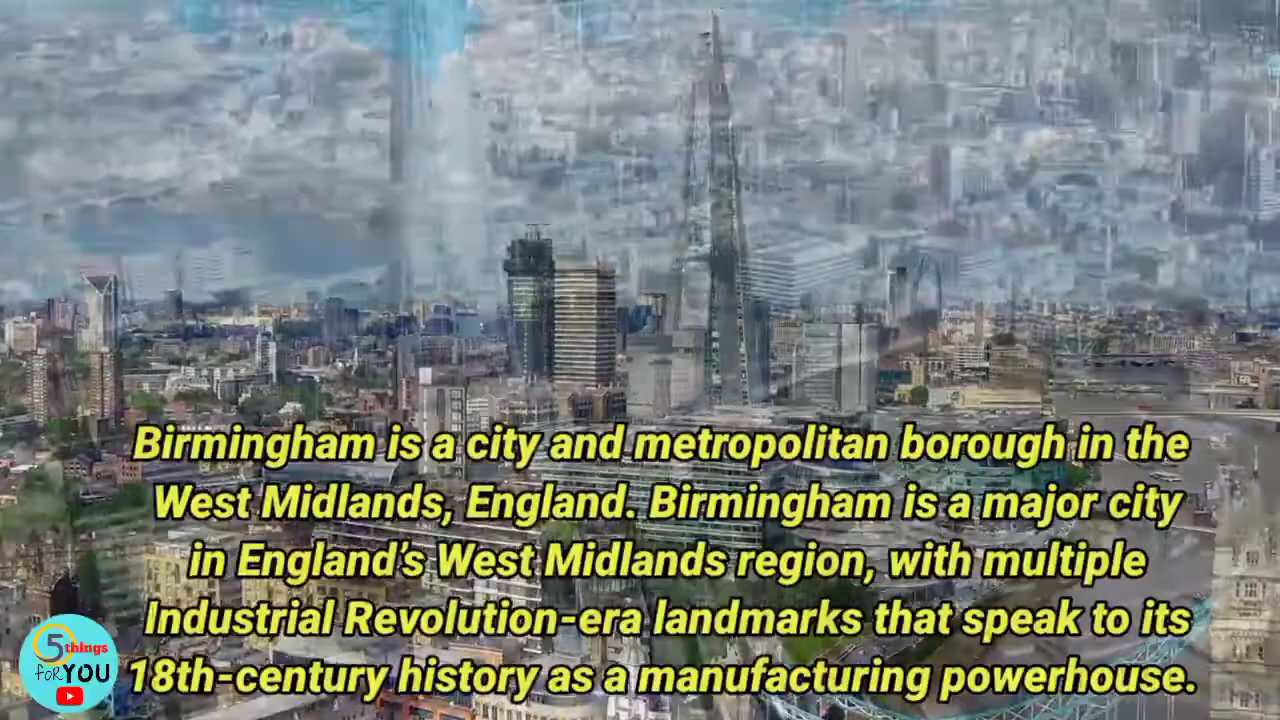 Birmingham is a city and metropolitan borough in the
West Midlands, England. Birmingham is a major city
in England's West Midlands region, with multiple
Industrial Revolution-era landmarks that speak to its
18th-century history as a manufacturing powerhouse.
5 things
FOR YOU